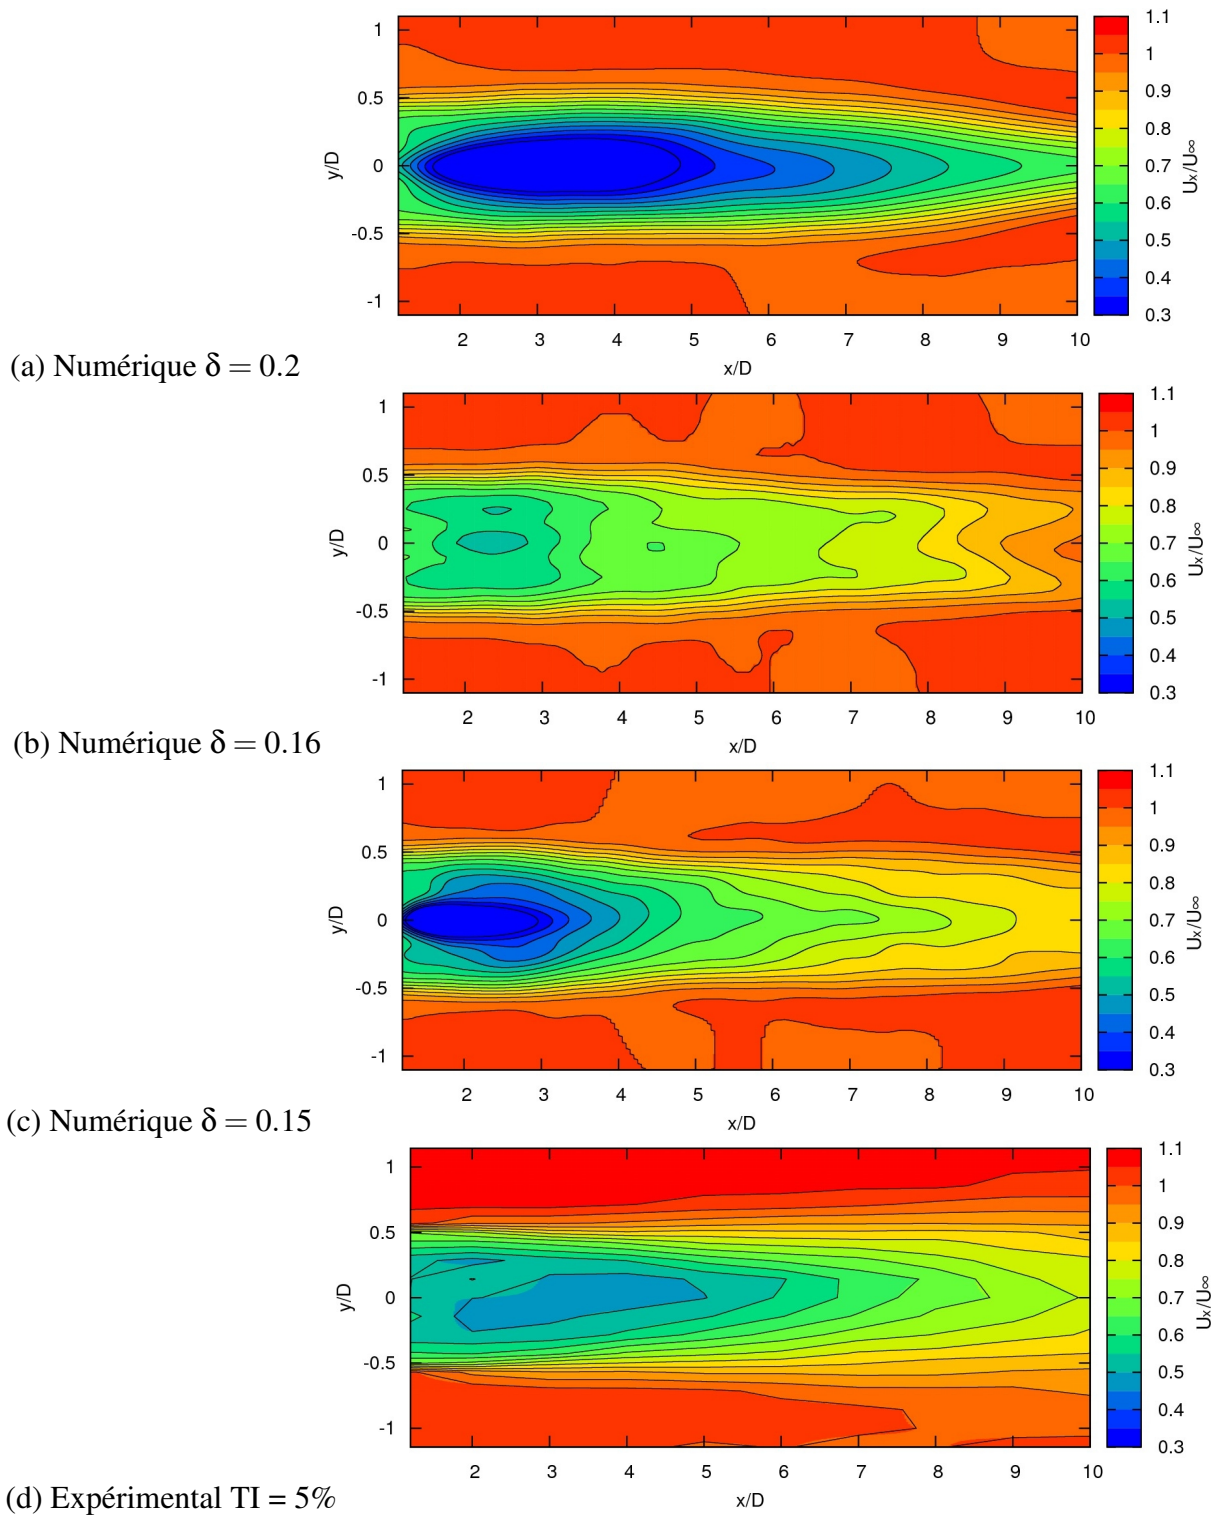 1
0.5
0
-0.5
-1
y/D
2 3 4 5 6 7 8 9 10
x/D
1.1
1
0.9
0.8
0.7
0.6
0.5
0.4
0.3
Ux/U∞
(a) Numérique δ = 0.2
1
0.5
0
-0.5
-1
y/D
2 3 4 5 6 7 8 9 10
x/D
1.1
1
0.9
0.8
0.7
0.6
0.5
0.4
0.3
Ux/U∞
(b) Numérique δ = 0.16
1
0.5
0
-0.5
-1
y/D
2 3 4 5 6 7 8 9 10
x/D
1.1
1
0.9
0.8
0.7
0.6
0.5
0.4
0.3
Ux/U∞
(c) Numérique δ = 0.15
1
0.5
0
-0.5
-1
y/D
2 3 4 5 6 7 8 9 10
x/D
1.1
1
0.9
0.8
0.7
0.6
0.5
0.4
0.3
Ux/U∞
(d) Expérimental TI = 5%